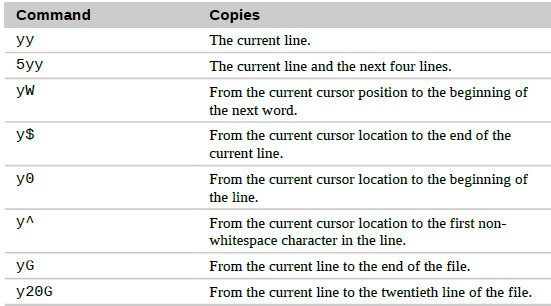 Command Copies
yy The current line.
5yy The current line and the next four lines.
yW From the current cursor position to the beginning of
the next word.
y$ From the current cursor location to the end of the
current line.
y0 From the current cursor location to the beginning of
the line.
y^ From the current cursor location to the first non-
whitespace character in the line.
yG From the current line to the end of the file.
y20G From the current line to the twentieth line of the file.